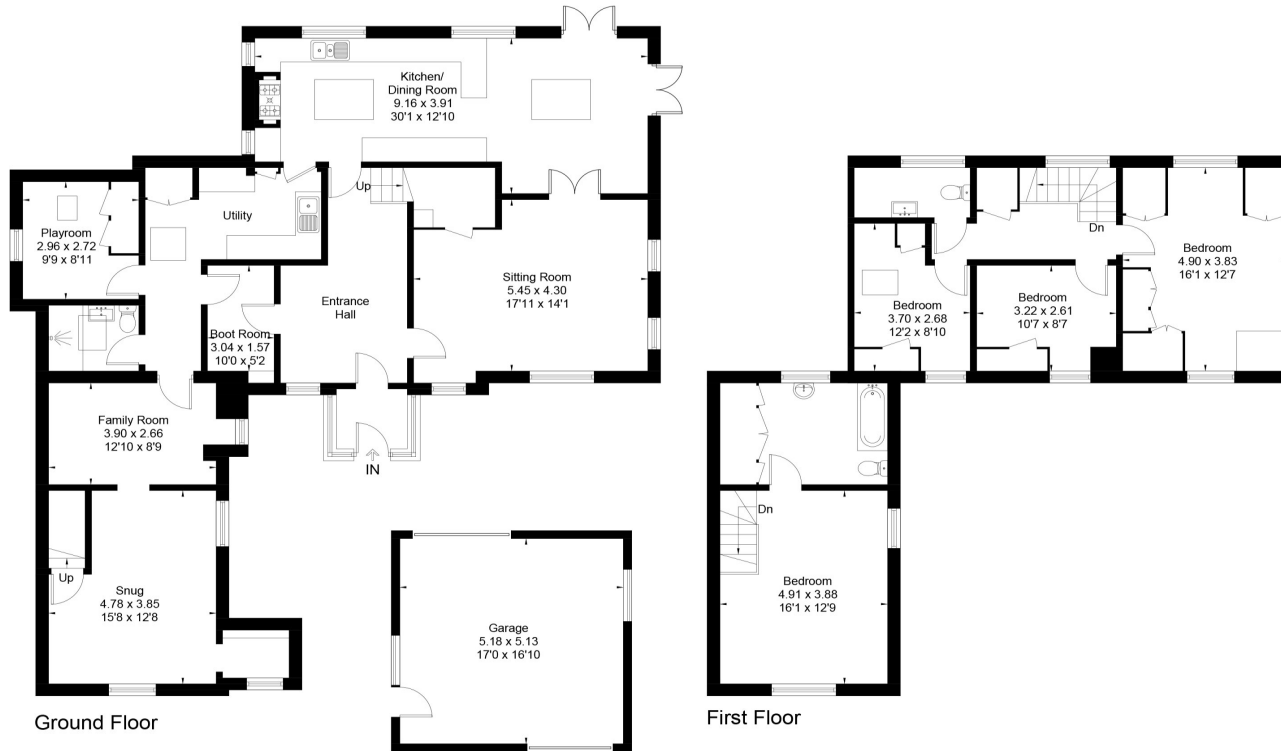 Kitchen/
Dining Room
9.16 x 3.91
30'1 x 12'10
Up
Utility
Playroom
2.96 x 2.72
9'9 x 8'11
Sitting Room
5.45 x 4.30
17'11 x 14'1
Entrance
Hall
Boot Room
3.04 x 1.57
10'0 x 5'2
Family Room
3.90 x 2.66
12'10 x 8'9
IN
Up
Snug
4.78 x 3.85
15'8 x 12'8
Garage
5.18 x 5.13
17'0 x 16'10
Ground Floor
Dn
Bedroom
4.90 x 3.83
16'1 x 12'7
Bedroom
3.70 x 2.68
12'2 x 8'10
Bedroom
3.22 x 2.61
10'7 x 8'7
Dn
Bedroom
4.91 x 3.88
16'1 x 12'9
First Floor